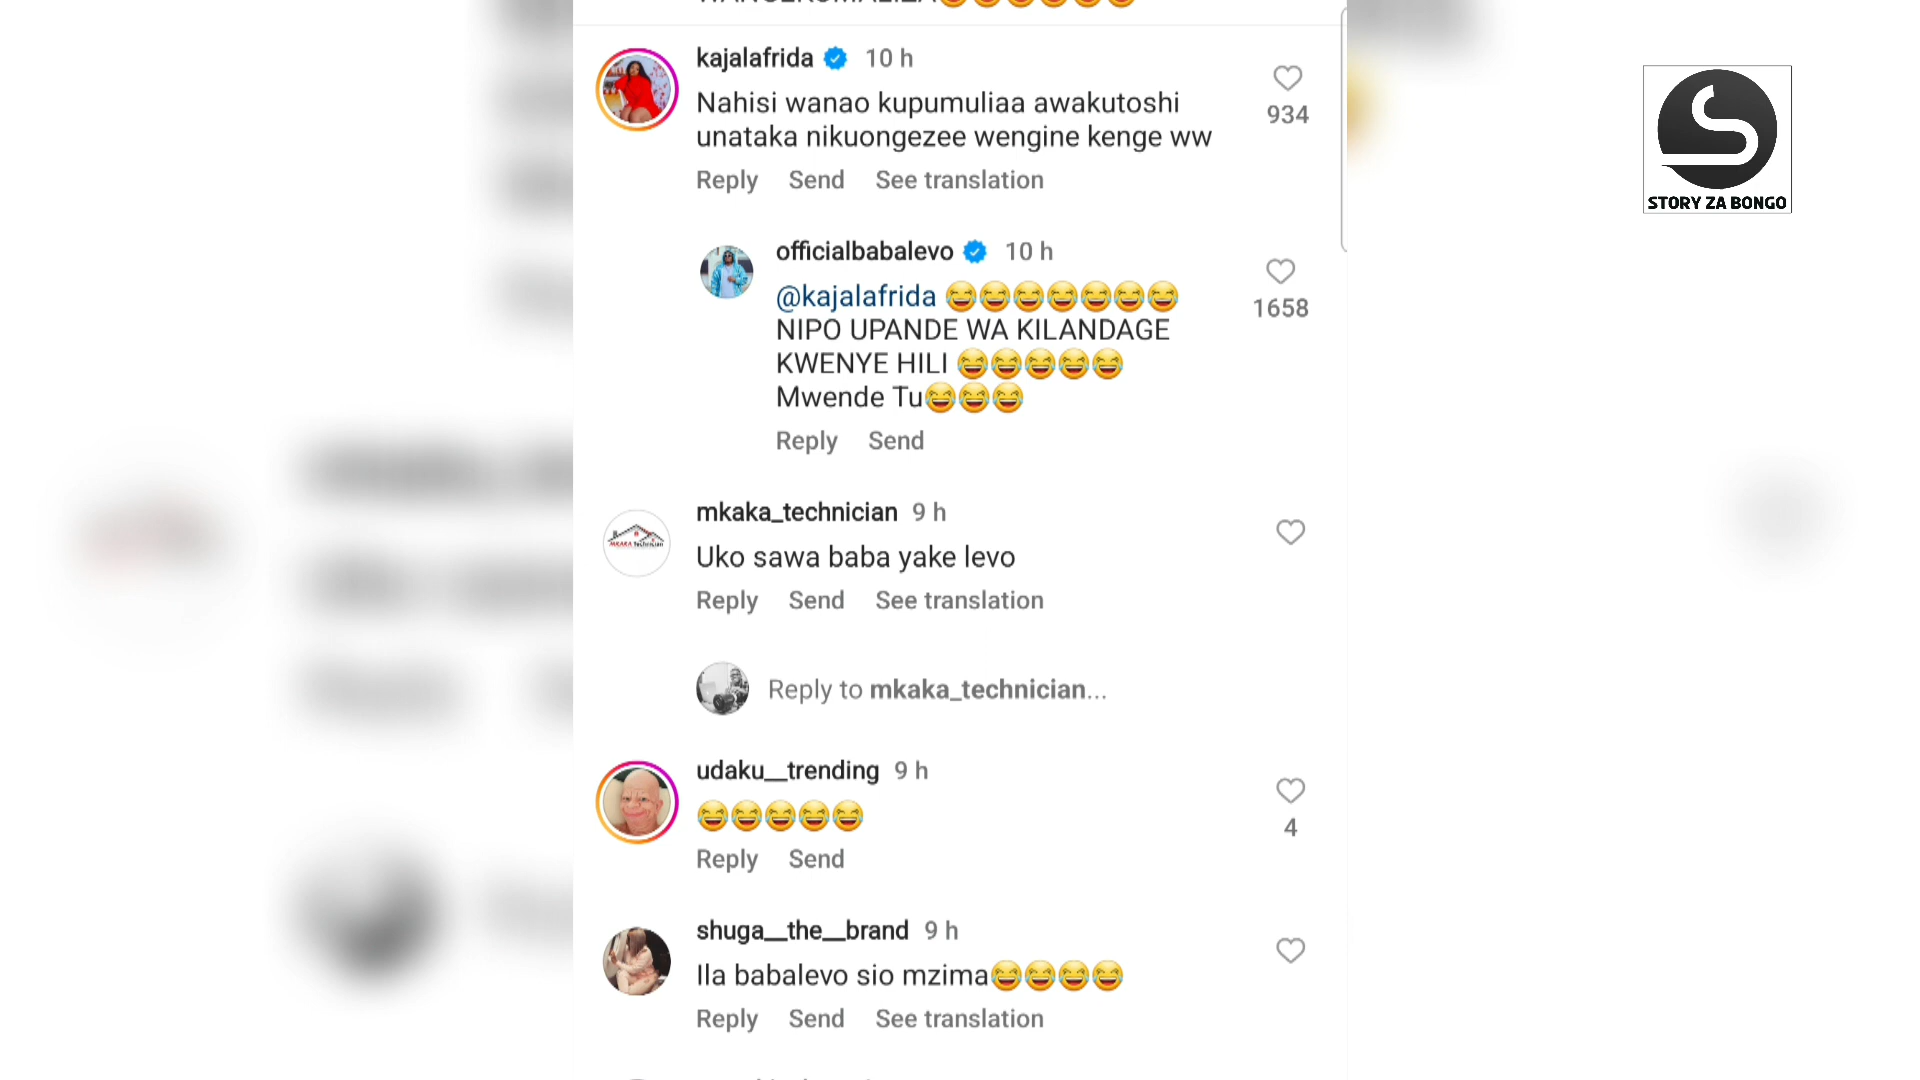 kajalafrida 10 h
Nahisi wanao kupumuliaa awakutoshi
unataka nikuongezee wengine kenge ww
934
Reply Send See translation
officialbabalevo 10 h
@kajalafrida 😂😂😂😂😂😂😂
NIPO UPANDE WA KILANDAGE
KWENYE HILI 😂😂😂😂😂
Mwende Tu😂😂😂
1658
Reply Send
mkaka_technician 9 h
Uko sawa baba yake levo
Reply Send See translation
Reply to mkaka_technician...
udaku__trending 9 h
😂😂😂😂😂
4
Reply Send
shuga__the__brand 9 h
Ila babalevo sio mzima😂😂😂😂
Reply Send See translation
STORY ZA BONGO